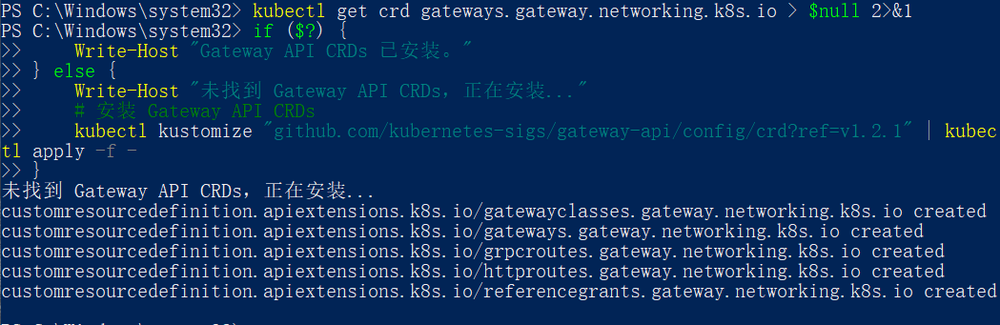 PS C:\Windows\system32> kubectl get crd gateways.gateway.networking.k8s.io > $null 2>&1
PS C:\Windows\system32> if ($?) {
>>     Write-Host "Gateway API CRDs 已安装。"
>> } else {
>>     Write-Host "未找到 Gateway API CRDs，正在安装..."
>>     # 安装 Gateway API CRDs
>>     kubectl kustomize "github.com/kubernetes-sigs/gateway-api/config/crd?ref=v1.2.1" | kubec
tl apply -f -
>> }
未找到 Gateway API CRDs，正在安装...
customresourcedefinition.apiextensions.k8s.io/gatewayclasses.gateway.networking.k8s.io created
customresourcedefinition.apiextensions.k8s.io/gateways.gateway.networking.k8s.io created
customresourcedefinition.apiextensions.k8s.io/grpcroutes.gateway.networking.k8s.io created
customresourcedefinition.apiextensions.k8s.io/httproutes.gateway.networking.k8s.io created
customresourcedefinition.apiextensions.k8s.io/referencegrants.gateway.networking.k8s.io created